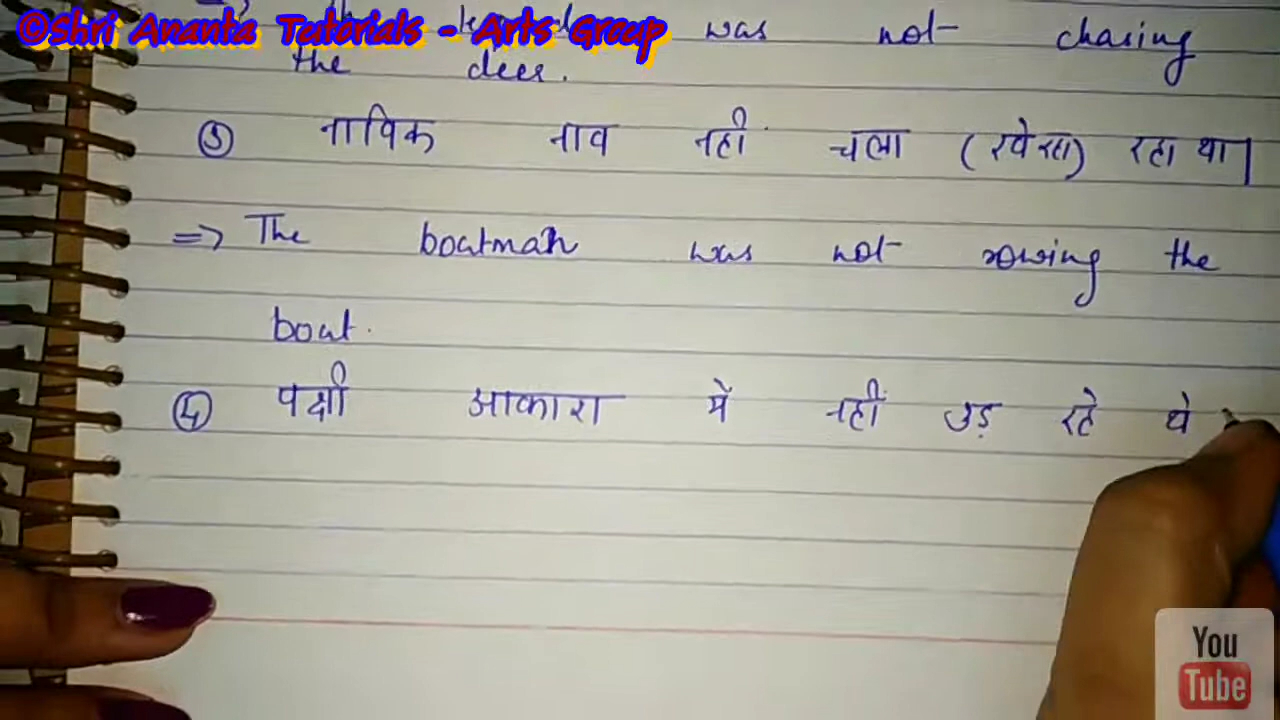 ©Shri Ananta Tutorials - Arts Group
was not chasing
the deer.
③ नाविक नाव नहीं चला (खे रहा) रहा था|
=> The boatman was not rowing the
boat.
④ पक्षी आकाश में नहीं उड़ रहे थे
You
Tube